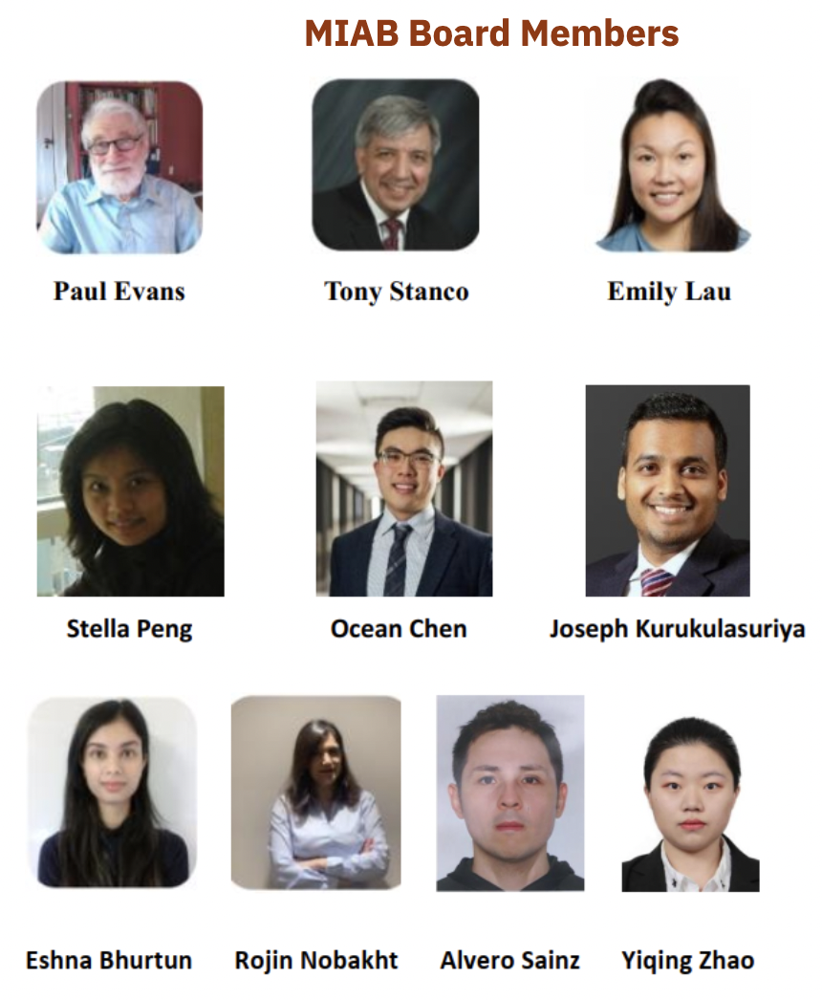 MIAB Board Members
Paul Evans Tony Stanco Emily Lau
Stella Peng Ocean Chen Joseph Kurukulasuriya
Eshna Bhurtun Rojin Nobakht Alvero Sainz Yiqing Zhao